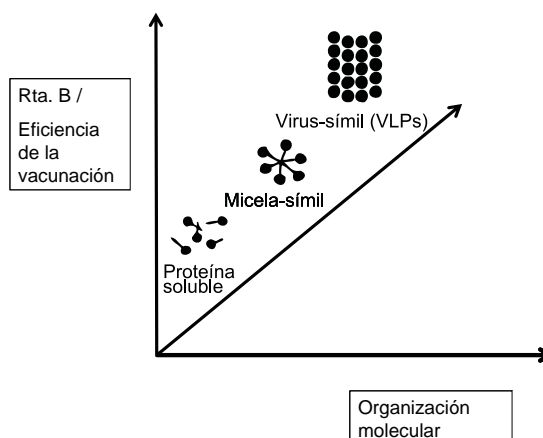 Rta. B /
Eficiencia
de la
vacunación
Virus-símil (VLPs)
Micela-símil
Proteína
soluble
Organización
molecular